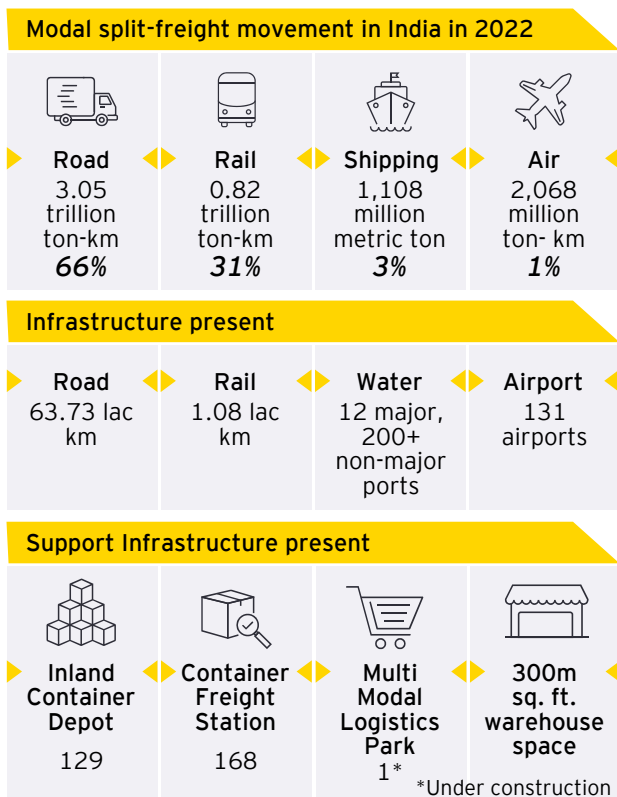 Modal split-freight movement in India in 2022
Road
3.05
trillion
ton-km
66%
Rail
0.82
trillion
ton-km
31%
Shipping
1,108
million
metric ton
3%
Air
2,068
million
ton- km
1%
Infrastructure present
Road
63.73 lac
km
Rail
1.08 lac
km
Water
12 major,
200+
non-major
ports
Airport
131
airports
Support Infrastructure present
Inland
Container
Depot
129
Container
Freight
Station
168
Multi
Modal
Logistics
Park
1*
300m
sq. ft.
warehouse
space
*Under construction